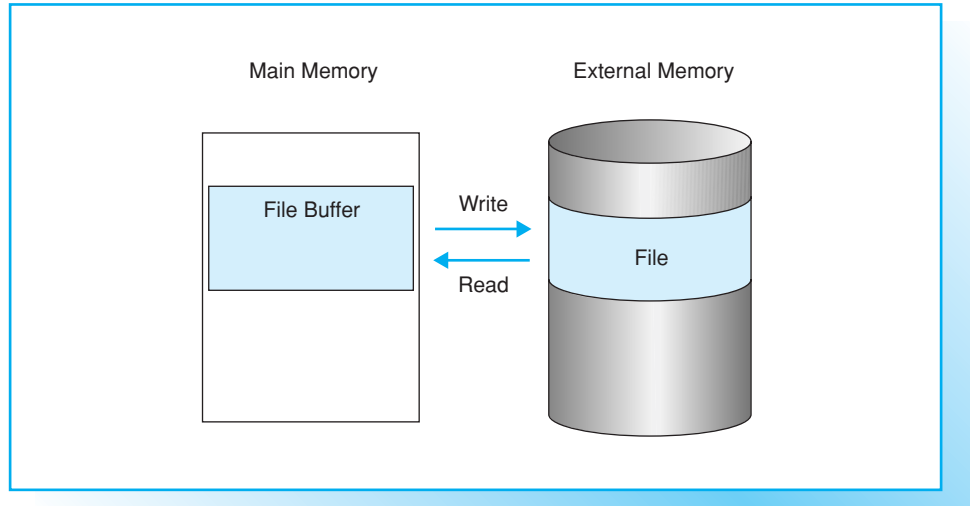 Main Memory
External Memory
File Buffer
Write
File
Read